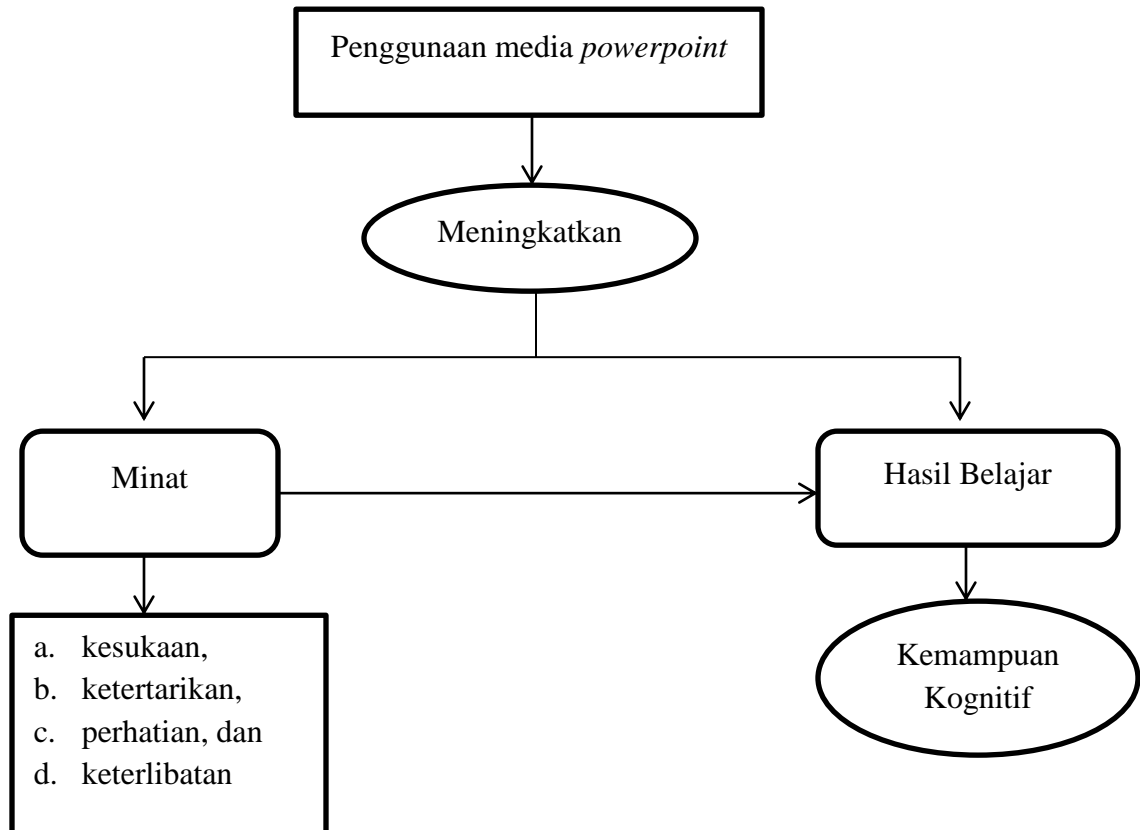 Penggunaan media powerpoint
Meningkatkan
Minat
Hasil Belajar
a. kesukaan,
b. ketertarikan,
c. perhatian, dan
d. keterlibatan
Kemampuan
Kognitif